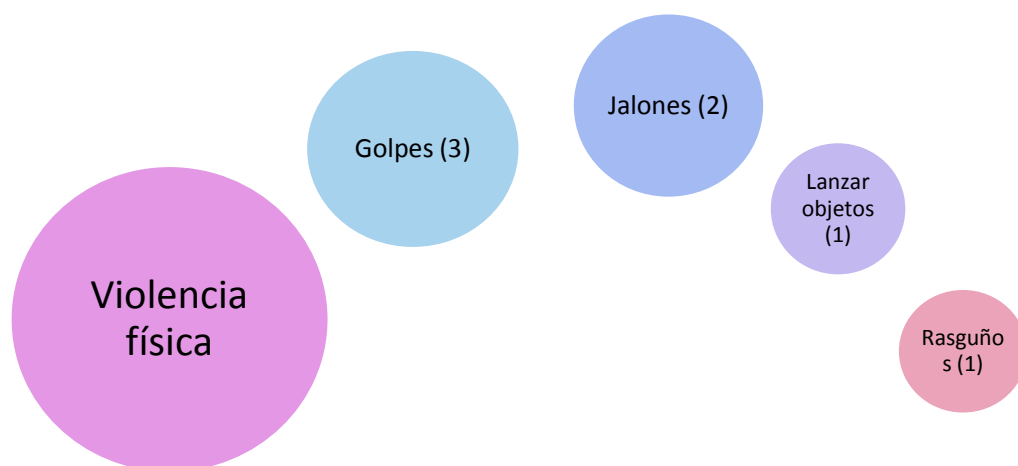 Violencia
física
Golpes (3)
Jalones (2)
Lanzar
objetos
(1)
Rasguño
s (1)